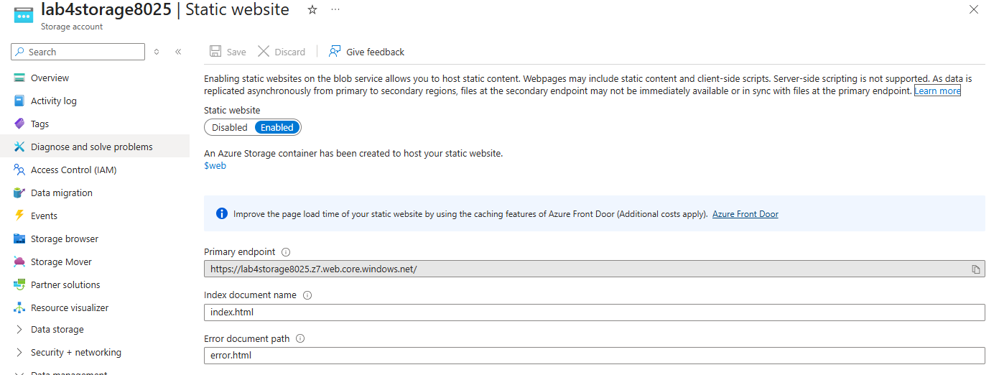 lab4storage8025 | Static website
Storage account
Search
Save
Discard
Give feedback
Overview
Activity log
Tags
Diagnose and solve problems
Access Control (IAM)
Data migration
Events
Storage browser
Storage Mover
Partner solutions
Resource visualizer
Data storage
Security + networking
Data management
Enabling static websites on the blob service allows you to host static content. Webpages may include static content and client-side scripts. Server-side scripting is not supported. As data is
replicated asynchronously from primary to secondary regions, files at the secondary endpoint may not be immediately available or in sync with files at the primary endpoint. Learn more
Static website
Disabled Enabled
An Azure Storage container has been created to host your static website.
$web
Improve the page load time of your static website by using the caching features of Azure Front Door (Additional costs apply). Azure Front Door
Primary endpoint
https://lab4storage8025.z7.web.core.windows.net/
Index document name
index.html
Error document path
error.html